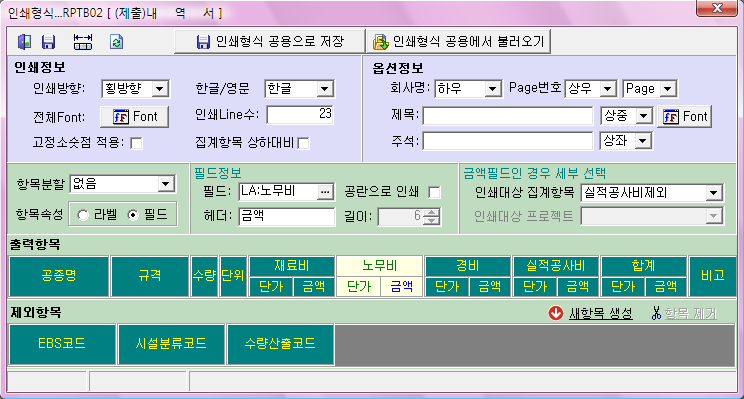 인쇄형식...RPTB02 [ (제출)내 역 서 ]
인쇄형식 공용으로 저장 인쇄형식 공용에서 불러오기
인쇄정보
인쇄방향: 횡방향 한글/영문 한글
전체Font: Font 인쇄Line수: 23
고정소숫점 적용: 집계항목 상하대비
옵션정보
회사명: 하우 Page번호 상우 Page
제목: 상중 Font
주석: 상좌
항목분할 없음
항목속성 라벨 필드
필드정보
필드: LA:노무비 ... 공란으로 인쇄
헤더: 금액 길이: 6
금액필드인 경우 세부 선택
인쇄대상 집계항목 실적공사비제외
인쇄대상 프로젝트
출력항목
공종명 규격 수량 단위 재료비 노무비 경비 실적공사비 합계 비고
단가 금액 단가 금액 단가 금액 단가 금액 단가 금액
제외항목 새항목 생성 항목 제거
EBS코드 시설분류코드 수량산출코드